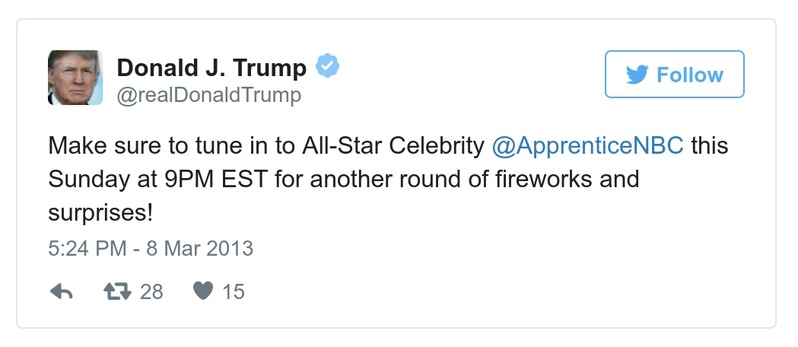 Donald J. Trump
@realDonaldTrump
Follow
Make sure to tune in to All-Star Celebrity @ApprenticeNBC this
Sunday at 9PM EST for another round of fireworks and
surprises!
5:24 PM - 8 Mar 2013
28 15